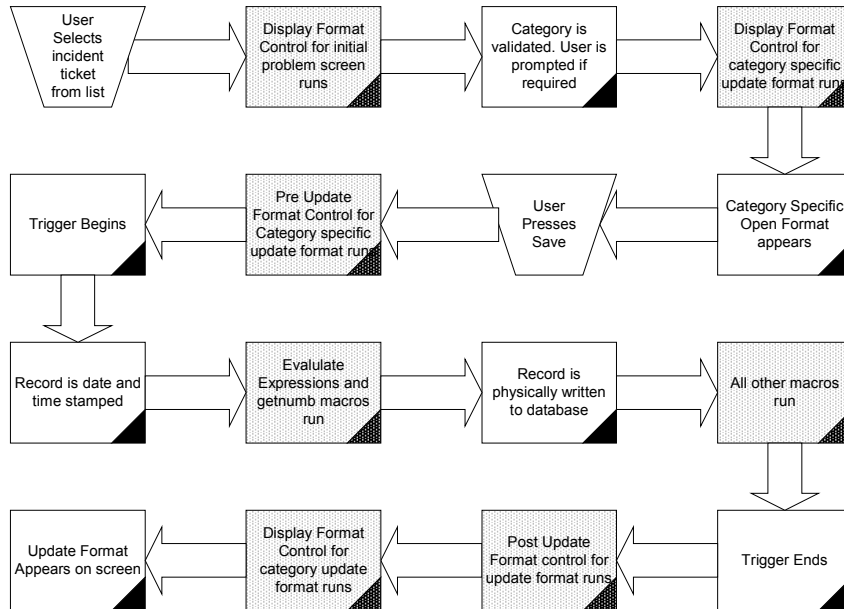 User
Selects
incident
ticket
from list
Display Format
Control for initial
problem screen
runs
Category is
validated. User is
prompted if
required
Display Format
Control for
category specific
update format runs
Category Specific
Open Format
appears
User
Presses
Save
Pre Update
Format Control for
Category specific
update format runs
Trigger Begins
Record is date and
time stamped
Evalulate
Expressions and
getnumb macros
run
Record is
physically written
to database
All other macros
run
Trigger Ends
Post Update
Format control for
update format runs
Display Format
Control for
category update
format runs
Update Format
Appears on screen